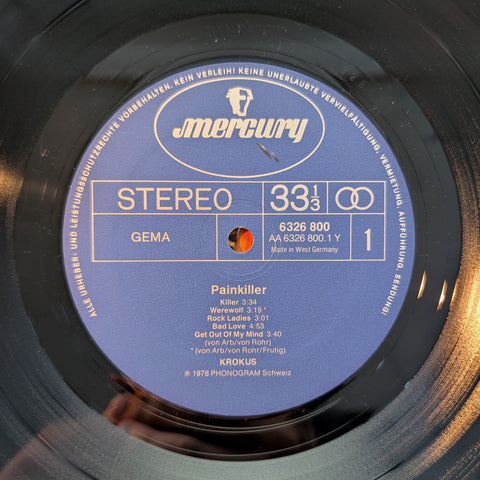 ALLE URHEBER- UND LEISTUNGSSCHUTZRECHTE VORBEHALTEN. KEIN VERLEIH! KEINE UNERLAUBTE VERVIELFÄLTIGUNG, VERMIETUNG, AUFFÜHRUNG, SENDUNG!
mercury
STEREO
33 1/3
GEMA
6326 800
AA 6326 800.1 Y
Made in West Germany
1
Painkiller
Killer 3:34
Werewolf 3:19 *
Rock Ladies 3:01
Bad Love 4:53
Get Out Of My Mind 3:40
(von Arb/von Rohr)
* (von Arb/von Rohr/Frutig)
KROKUS
℗ 1978 PHONOGRAM Schweiz